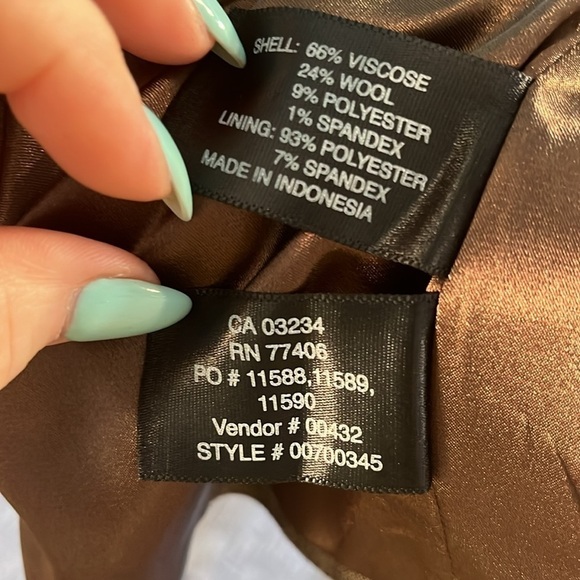 SHELL: 66% VISCOSE
24% WOOL
9% POLYESTER
1% SPANDEX
LINING: 93% POLYESTER
7% SPANDEX
MADE IN INDONESIA
CA 03234
RN 77406
PO # 11588,11589,
11590
Vendor # 00432
STYLE # 00700345